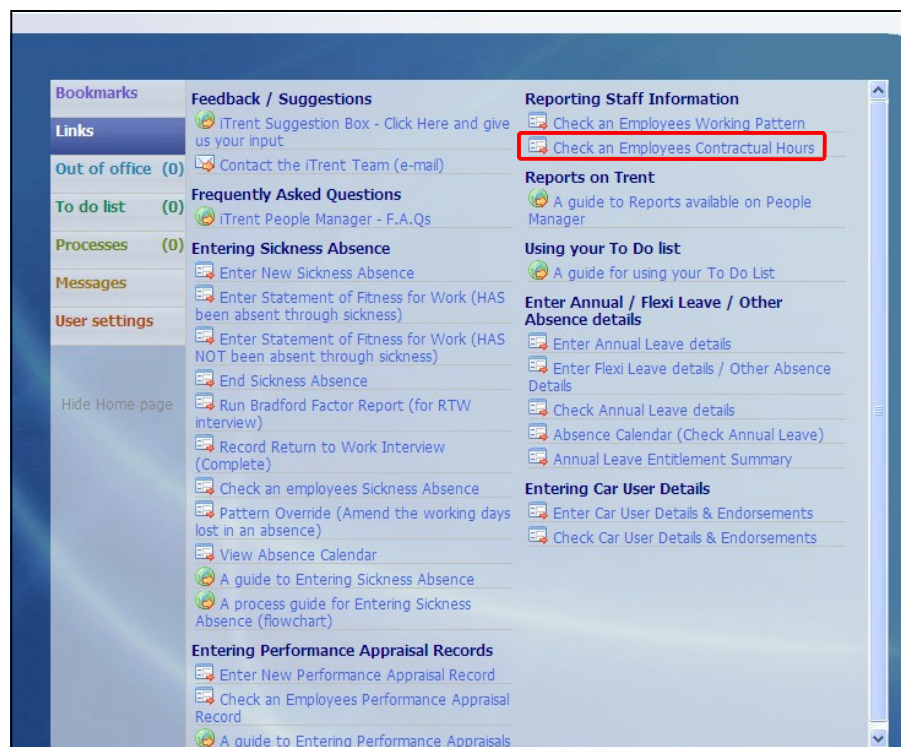 Bookmarks
Links
Out of office (0)
To do list (0)
Processes (0)
Messages
User settings
Hide Home page
Feedback / Suggestions
iTrent Suggestion Box - Click Here and give
us your input
Contact the iTrent Team (e-mail)
Frequently Asked Questions
iTrent People Manager - F.A.Qs
Entering Sickness Absence
Enter New Sickness Absence
Enter Statement of Fitness for Work (HAS
been absent through sickness)
Enter Statement of Fitness for Work (HAS
NOT been absent through sickness)
End Sickness Absence
Run Bradford Factor Report (for RTW
interview)
Record Return to Work Interview
(Complete)
Check an employees Sickness Absence
Pattern Override (Amend the working days
lost in an absence)
View Absence Calendar
A guide to Entering Sickness Absence
A process guide for Entering Sickness
Absence (flowchart)
Entering Performance Appraisal Records
Enter New Performance Appraisal Record
Check an Employees Performance Appraisal
Record
A guide to Entering Performance Appraisals
Reporting Staff Information
Check an Employees Working Pattern
Check an Employees Contractual Hours
Reports on Trent
A guide to Reports available on People
Manager
Using your To Do list
A guide for using your To Do List
Enter Annual / Flexi Leave / Other
Absence details
Enter Annual Leave details
Enter Flexi Leave details / Other Absence
Details
Check Annual Leave details
Absence Calendar (Check Annual Leave)
Annual Leave Entitlement Summary
Entering Car User Details
Enter Car User Details & Endorsements
Check Car User Details & Endorsements